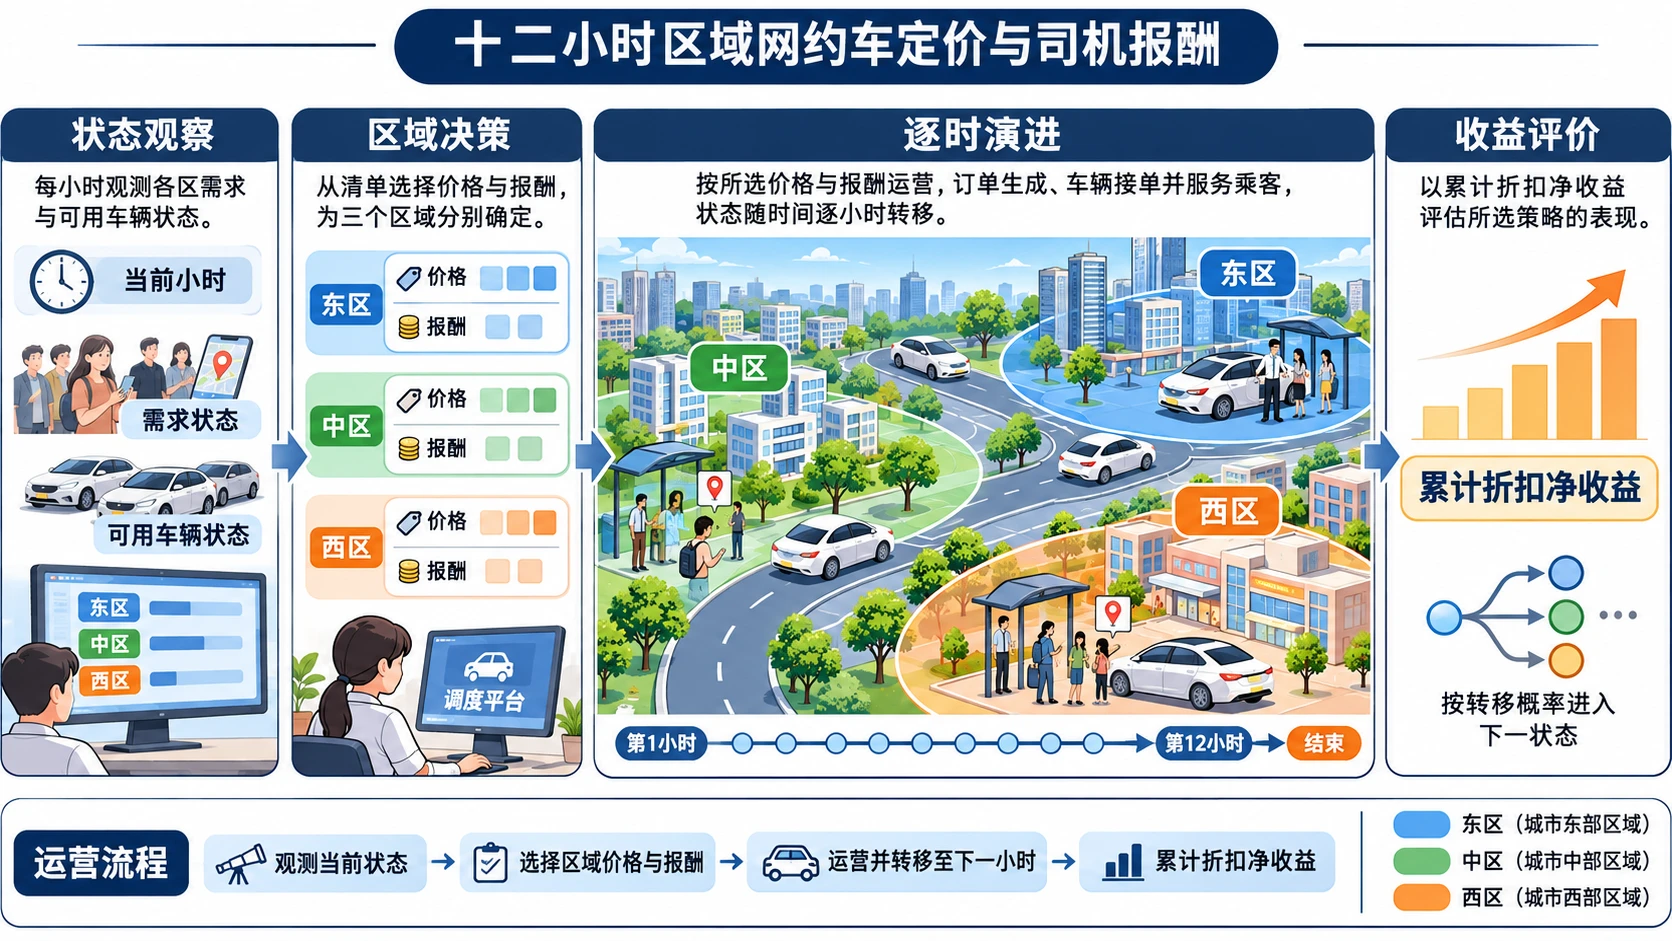 十二小时区域网约车定价与司机报酬
状态观察
每小时观测各区需求
与可用车辆状态。
当前小时
需求状态
可用车辆状态
东区
中区
西区
区域决策
从清单选择价格与报酬，
为三个区域分别确定。
东区
价格
报酬
中区
价格
报酬
西区
价格
报酬
调度平台
逐时演进
按所选价格与报酬运营，订单生成、车辆接单并服务乘客，
状态随时间逐小时转移。
东区
中区
西区
第1小时
第12小时
结束
收益评价
以累计折扣净收益
评估所选策略的表现。
累计折扣净收益
按转移概率进入
下一状态
运营流程
观测当前状态
选择区域价格与报酬
运营并转移至下一小时
累计折扣净收益
东区（城市东部区域）
中区（城市中部区域）
西区（城市西部区域）